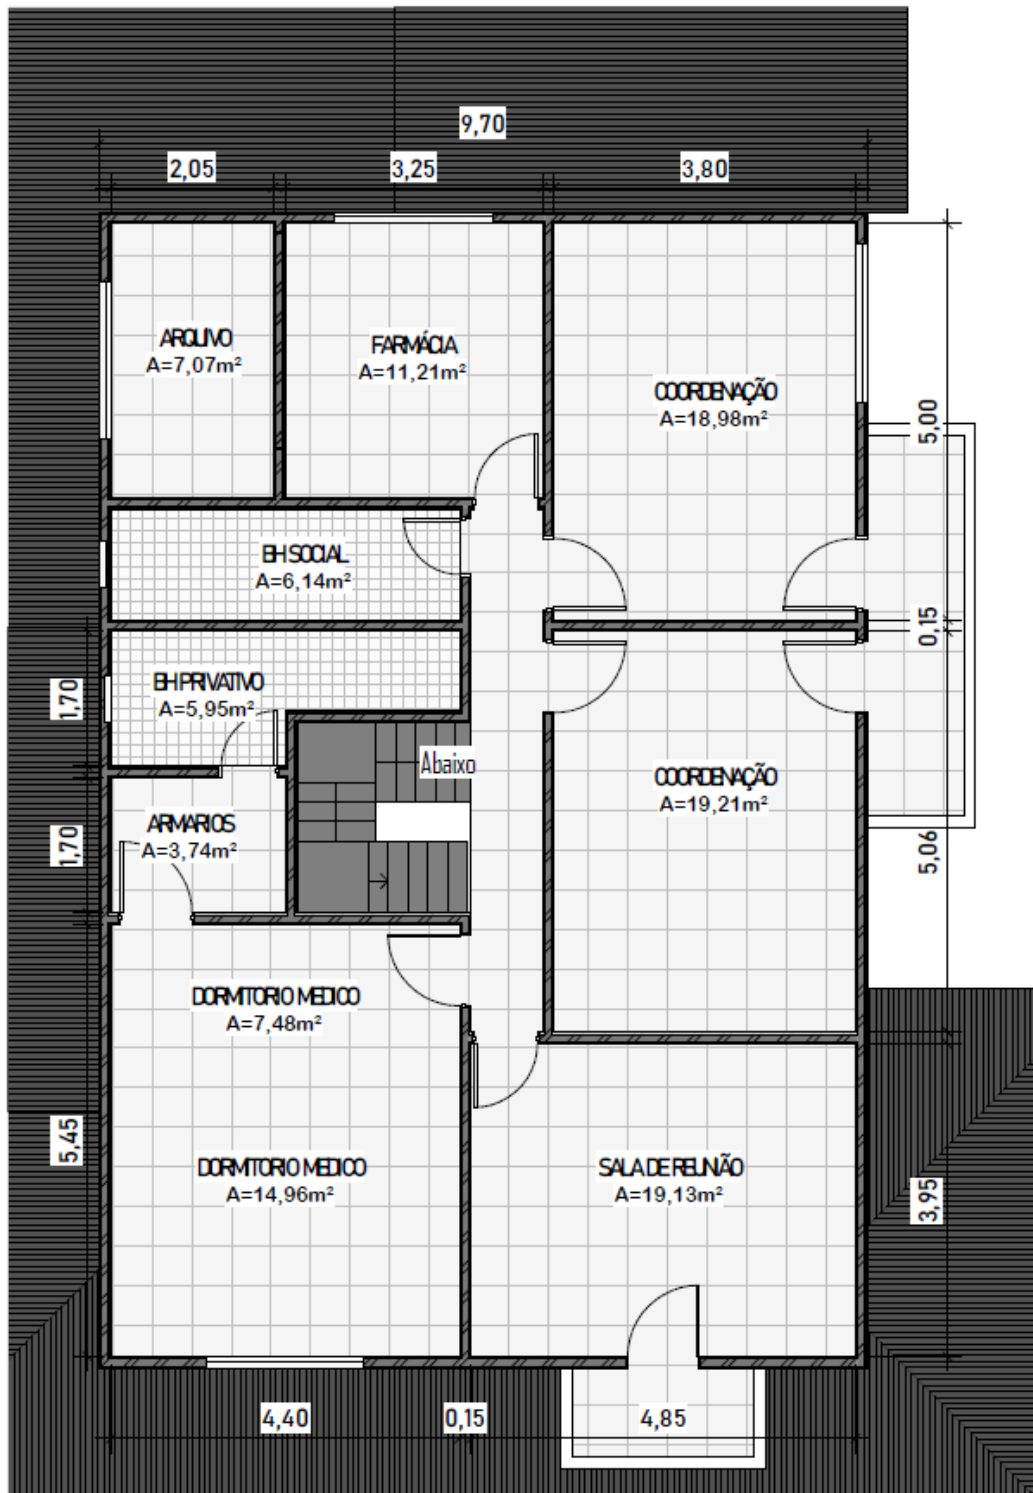 9,70
2,05
3,25
3,80
ARQUIVO
A=7,07m²
FARMÁCIA
A=11,21m²
COORDENAÇÃO
A=18,98m²
5,00
BH SOCIAL
A=6,14m²
0,15
BH PRIVATIVO
A=5,95m²
1,70
Abaixo
COORDENAÇÃO
A=19,21m²
ARMARIOS
A=3,74m²
1,70
5,06
DORMITORIO MEDICO
A=7,48m²
5,45
DORMITORIO MEDICO
A=14,96m²
SALA DE REUNIÃO
A=19,13m²
3,95
4,40
0,15
4,85